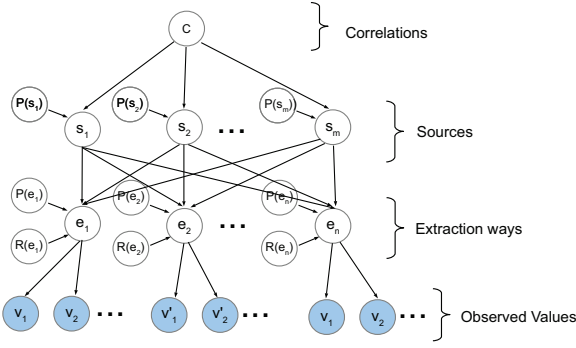 C
Correlations
P(s1) P(s2) P(sm)
s1 s2 ... sm
Sources
P(e1) P(e2) P(en)
e1 e2 ... en
Extraction ways
R(e1) R(e2) R(en)
v1 v2 ... v'1 v'2 ... v1 v2 ...
Observed Values